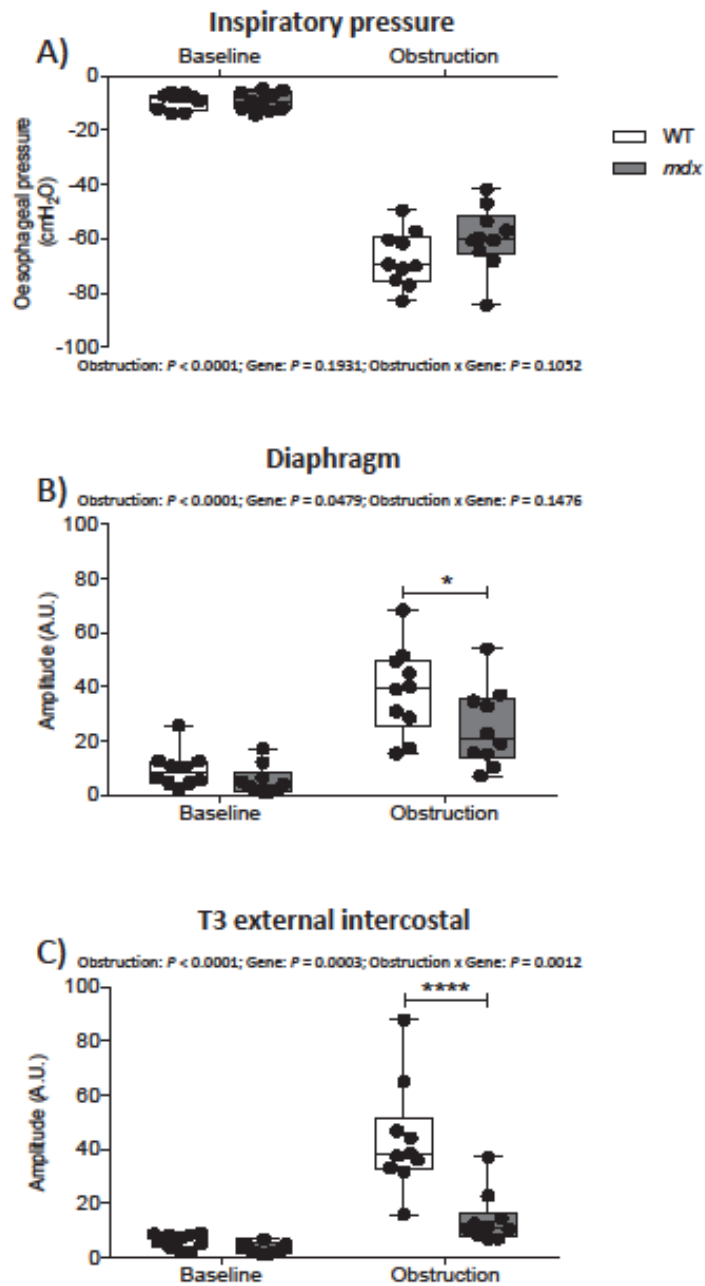 Inspiratory pressure
A)
Baseline Obstruction
0
-20
-40
-60
-80
-100
Oesophageal pressure
(cmH2O)
WT
mdx
Obstruction: P < 0.0001; Gene: P = 0.1931; Obstruction x Gene: P = 0.1052
Diaphragm
B)
Obstruction: P < 0.0001; Gene: P = 0.0479; Obstruction x Gene: P = 0.1476
100
80
60
40
20
0
Amplitude (A.U.)
*
Baseline Obstruction
T3 external intercostal
C)
Obstruction: P < 0.0001; Gene: P = 0.0003; Obstruction x Gene: P = 0.0012
100
80
60
40
20
0
Amplitude (A.U.)
****
Baseline Obstruction